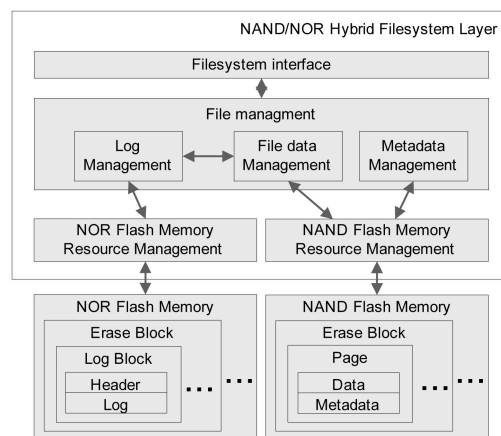 NAND/NOR Hybrid Filesystem Layer
Filesystem interface
File managment
Log
Management
File data
Management
Metadata
Management
NOR Flash Memory
Resource Management
NAND Flash Memory
Resource Management
NOR Flash Memory
Erase Block
Log Block
Header
Log
...
...
NAND Flash Memory
Erase Block
Page
Data
Metadata
...
...